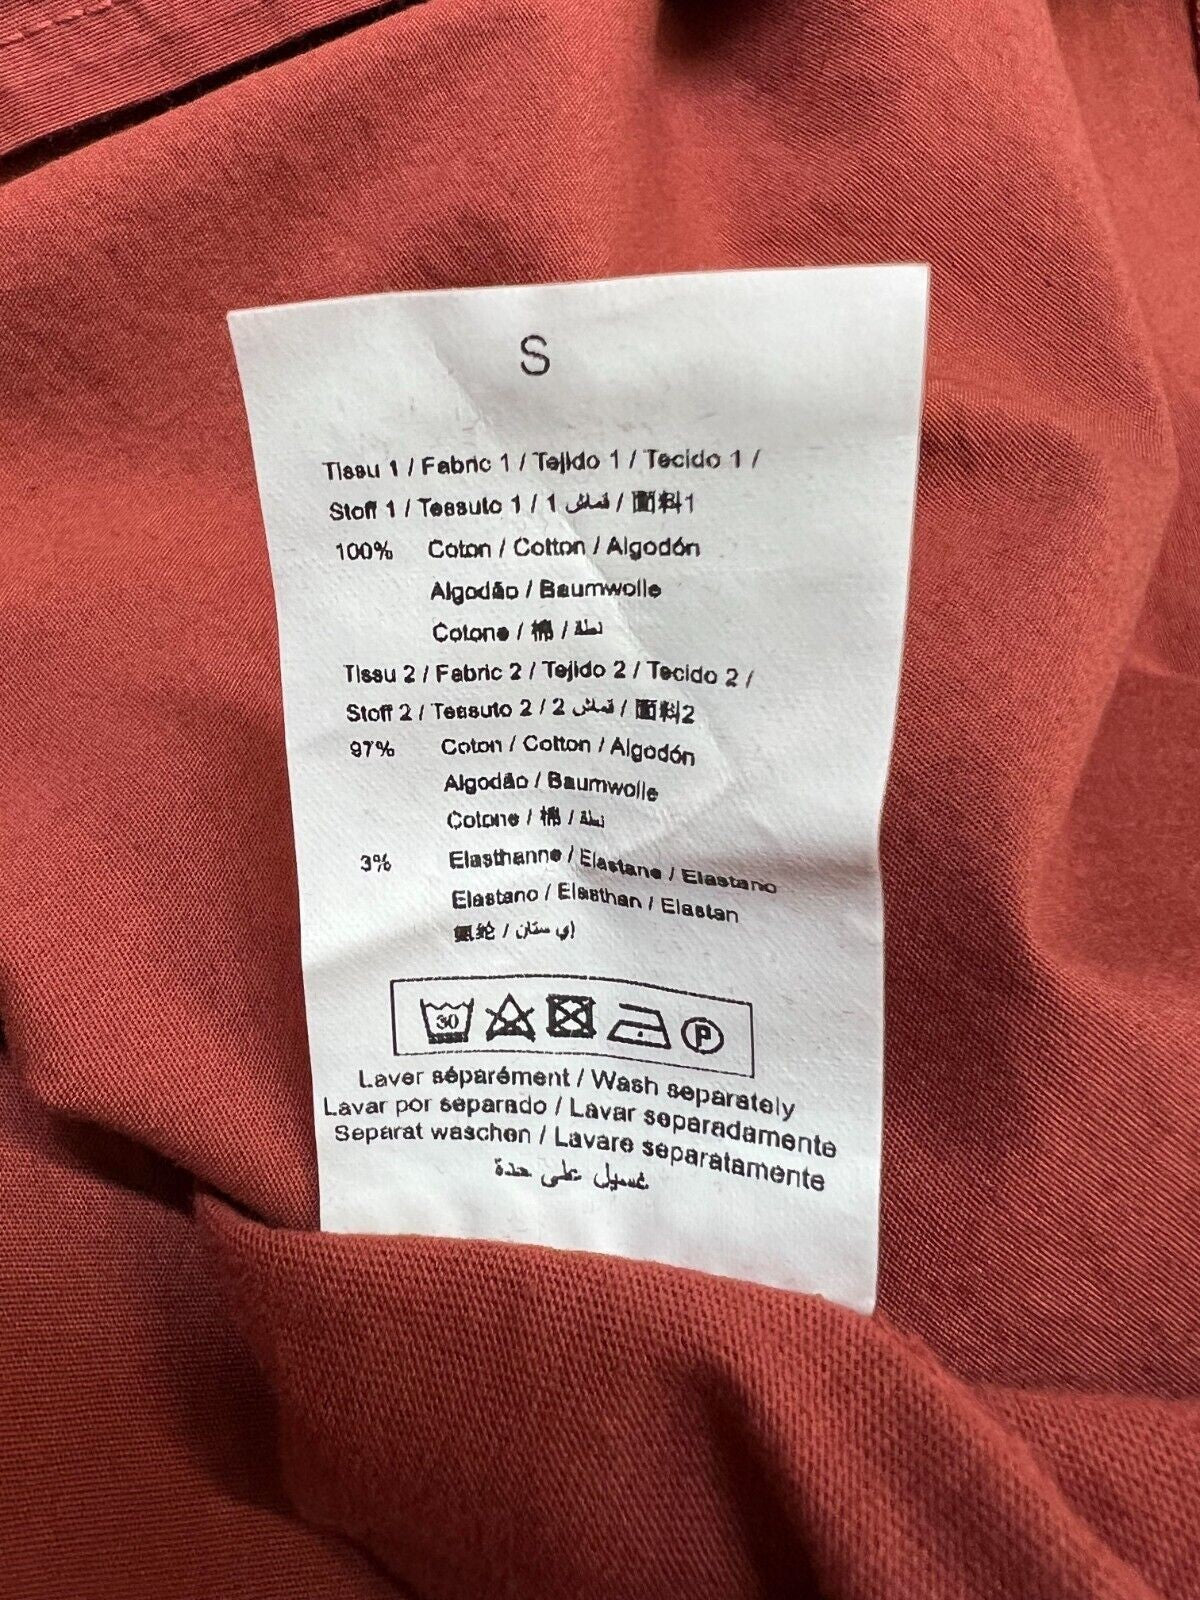 S
Tissu 1 / Fabric 1 / Tejido 1 / Tecido 1 /
Stoff 1 / Tessuto 1 / 1 قماش / 面料1
100% Coton / Cotton / Algodón
Algodão / Baumwolle
Cotone / 棉 /
Tissu 2 / Fabric 2 / Tejido 2 / Tecido 2 /
Stoff 2 / Tessuto 2 / 2 قماش / 面料2
97% Coton / Cotton / Algodón
Algodão / Baumwolle
Cotone / 棉 /
3% Elasthanne / Elastane / Elastano
Elastano / Elasthan / Elastan
氨纶 / اي ستان
30 P
Laver séparément / Wash separately
Lavar por separado / Lavar separadamente
Separat waschen / Lavare separatamente
غسيل على حدة